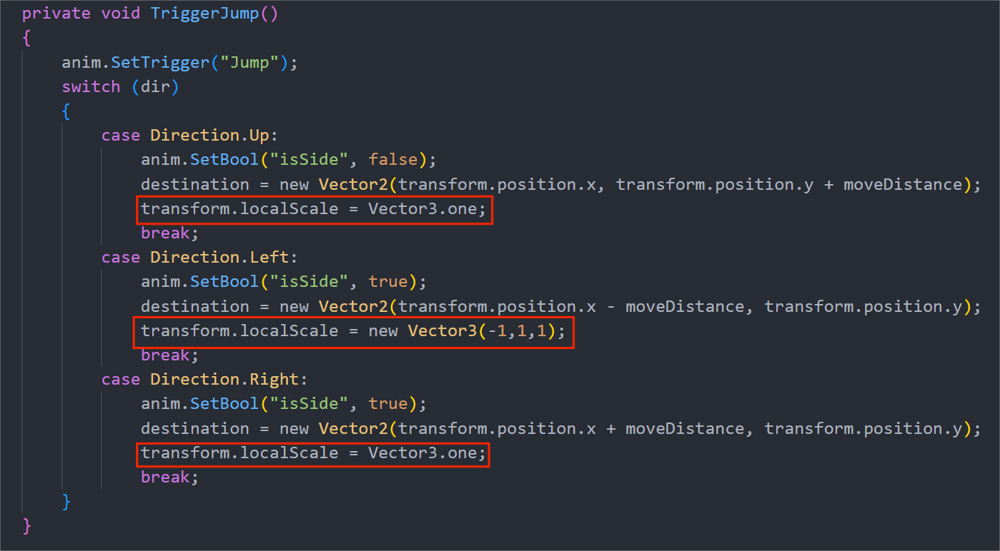 private void TriggerJump()
{
    anim.SetTrigger("Jump");
    switch (dir)
    {
        case Direction.Up:
            anim.SetBool("isSide", false);
            destination = new Vector2(transform.position.x, transform.position.y + moveDistance);
            transform.localScale = Vector3.one;
            break;
        case Direction.Left:
            anim.SetBool("isSide", true);
            destination = new Vector2(transform.position.x - moveDistance, transform.position.y);
            transform.localScale = new Vector3(-1,1,1);
            break;
        case Direction.Right:
            anim.SetBool("isSide", true);
            destination = new Vector2(transform.position.x + moveDistance, transform.position.y);
            transform.localScale = Vector3.one;
            break;
    }
}